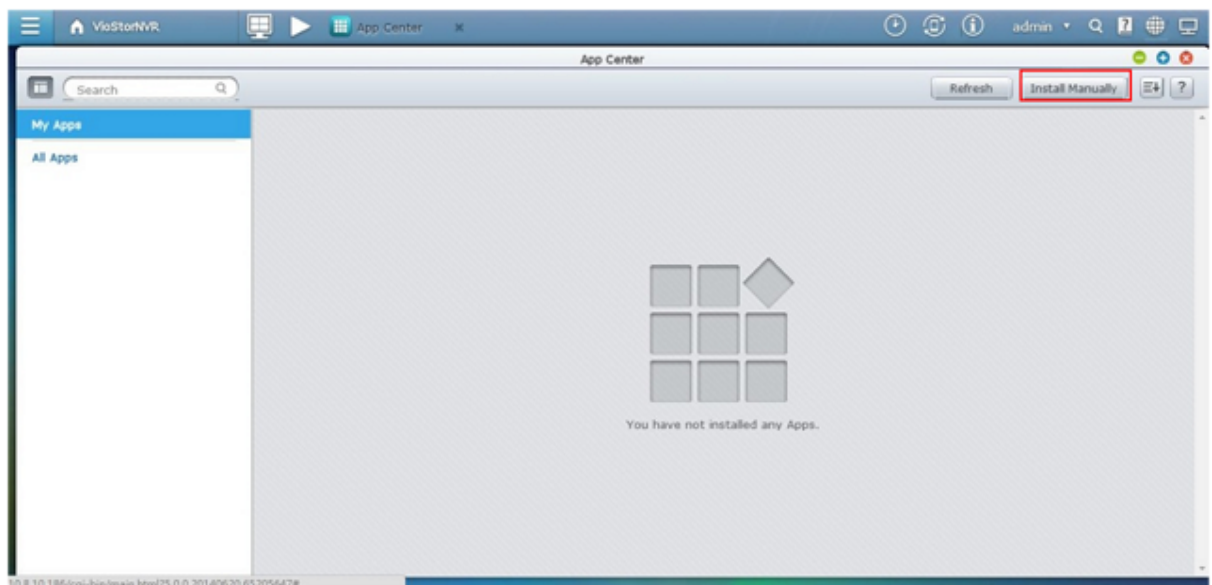 VioStorNVR App Center admin
App Center
Search Refresh Install Manually
My Apps
All Apps
You have not installed any Apps.